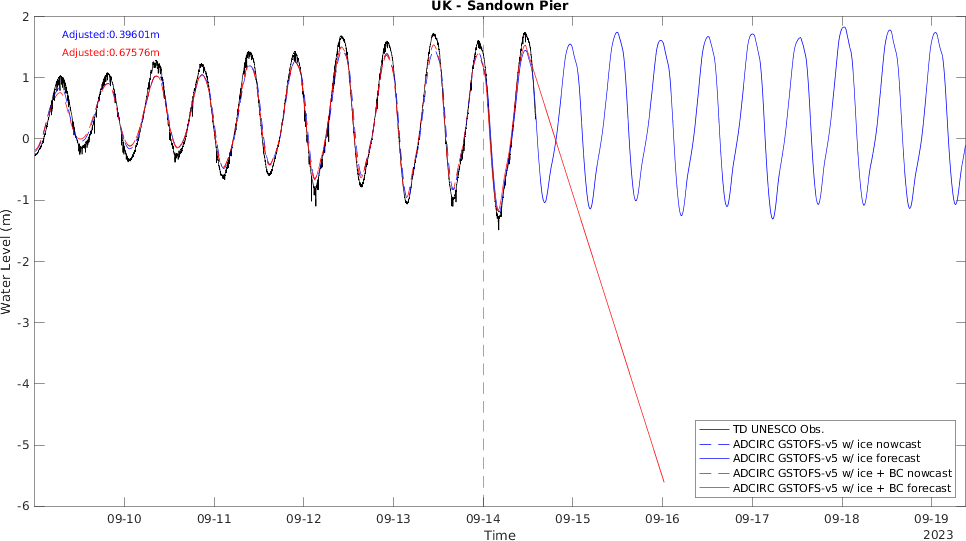 UK - Sandown Pier
Adjusted:0.39601m
Adjusted:0.67576m
2
1
0
-1
-2
-3
-4
-5
-6
Water Level (m)
TD UNESCO Obs.
ADCIRC GSTOFS-v5 w/ ice nowcast
ADCIRC GSTOFS-v5 w/ ice forecast
ADCIRC GSTOFS-v5 w/ ice + BC nowcast
ADCIRC GSTOFS-v5 w/ ice + BC forecast
09-10 09-11 09-12 09-13 09-14 09-15 09-16 09-17 09-18 09-19
Time
2023